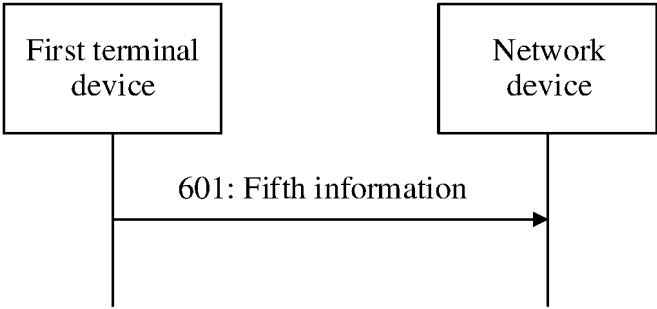 First terminal
device
Network
device
601: Fifth information